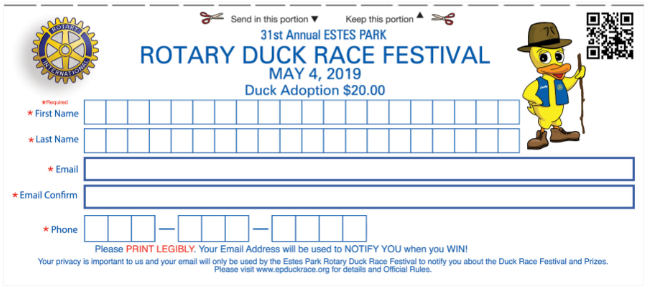 Send in this portion ▼ Keep this portion ▲
31st Annual ESTES PARK
ROTARY DUCK RACE FESTIVAL
MAY 4, 2019
Duck Adoption $20.00
ROTARY
INTERNATIONAL
*Required
* First Name
* Last Name
* Email
* Email Confirm
* Phone
Please PRINT LEGIBLY. Your Email Address will be used to NOTIFY YOU when you WIN!
Your privacy is important to us and your email will only be used by the Estes Park Rotary Duck Race Festival to notify you about the Duck Race Festival and Prizes.
Please visit www.epduckrace.org for details and Official Rules.